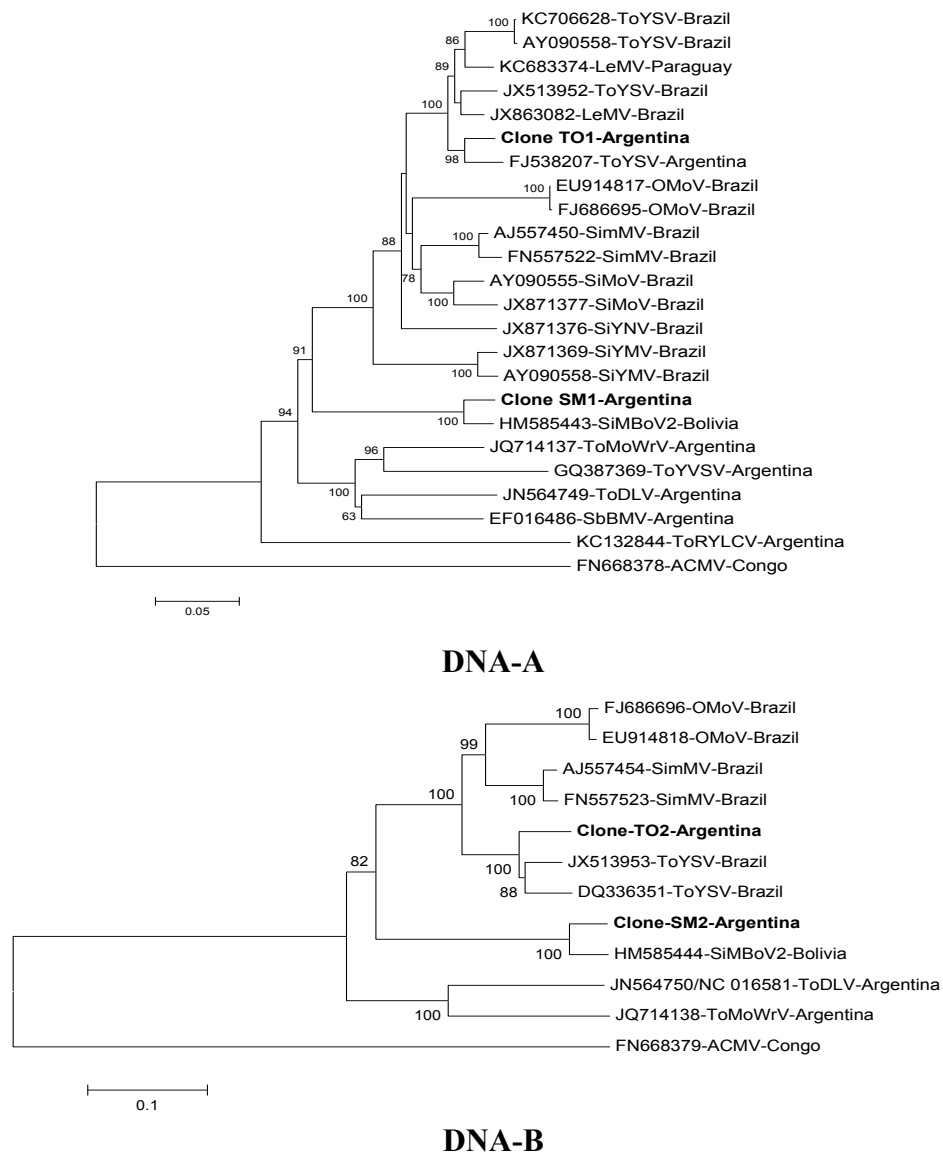 100
KC706628-ToYSV-Brazil
86
AY090558-ToYSV-Brazil
89
KC683374-LeMV-Paraguay
JX513952-ToYSV-Brazil
100
JX863082-LeMV-Brazil
Clone TO1-Argentina
98
FJ538207-ToYSV-Argentina
100
EU914817-OMoV-Brazil
FJ686695-OMoV-Brazil
100
AJ557450-SimMV-Brazil
88
FN557522-SimMV-Brazil
78
AY090555-SiMoV-Brazil
100
JX871377-SiMoV-Brazil
100
JX871376-SiYNV-Brazil
JX871369-SiYMV-Brazil
91
100
AY090558-SiYMV-Brazil
Clone SM1-Argentina
94
100
HM585443-SiMBoV2-Bolivia
96
JQ714137-ToMoWrV-Argentina
GQ387369-ToYVSV-Argentina
100
JN564749-ToDLV-Argentina
63
EF016486-SbBMV-Argentina
KC132844-ToRYLCV-Argentina
FN668378-ACMV-Congo
0.05
DNA-A
100
FJ686696-OMoV-Brazil
99
EU914818-OMoV-Brazil
AJ557454-SimMV-Brazil
100
100
FN557523-SimMV-Brazil
Clone-TO2-Argentina
82
100
JX513953-ToYSV-Brazil
88
DQ336351-ToYSV-Brazil
Clone-SM2-Argentina
100
HM585444-SiMBoV2-Bolivia
JN564750/NC 016581-ToDLV-Argentina
100
JQ714138-ToMoWrV-Argentina
FN668379-ACMV-Congo
0.1
DNA-B